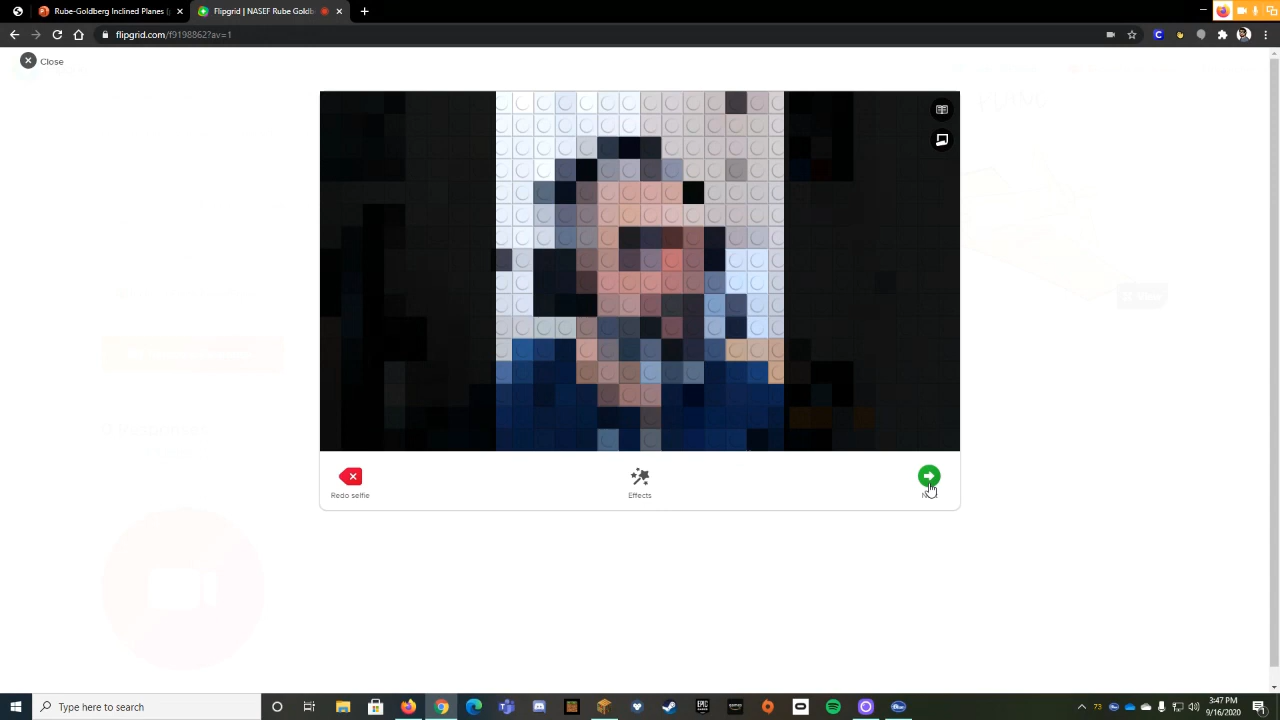 Rube-Goldberg Inclined Planes (
Flipgrid | NASEF Rube Goldb
flipgrid.com/f9198862?av=1
Close
Redo selfie
Effects
Type here to search
73
3:47 PM
9/16/2020